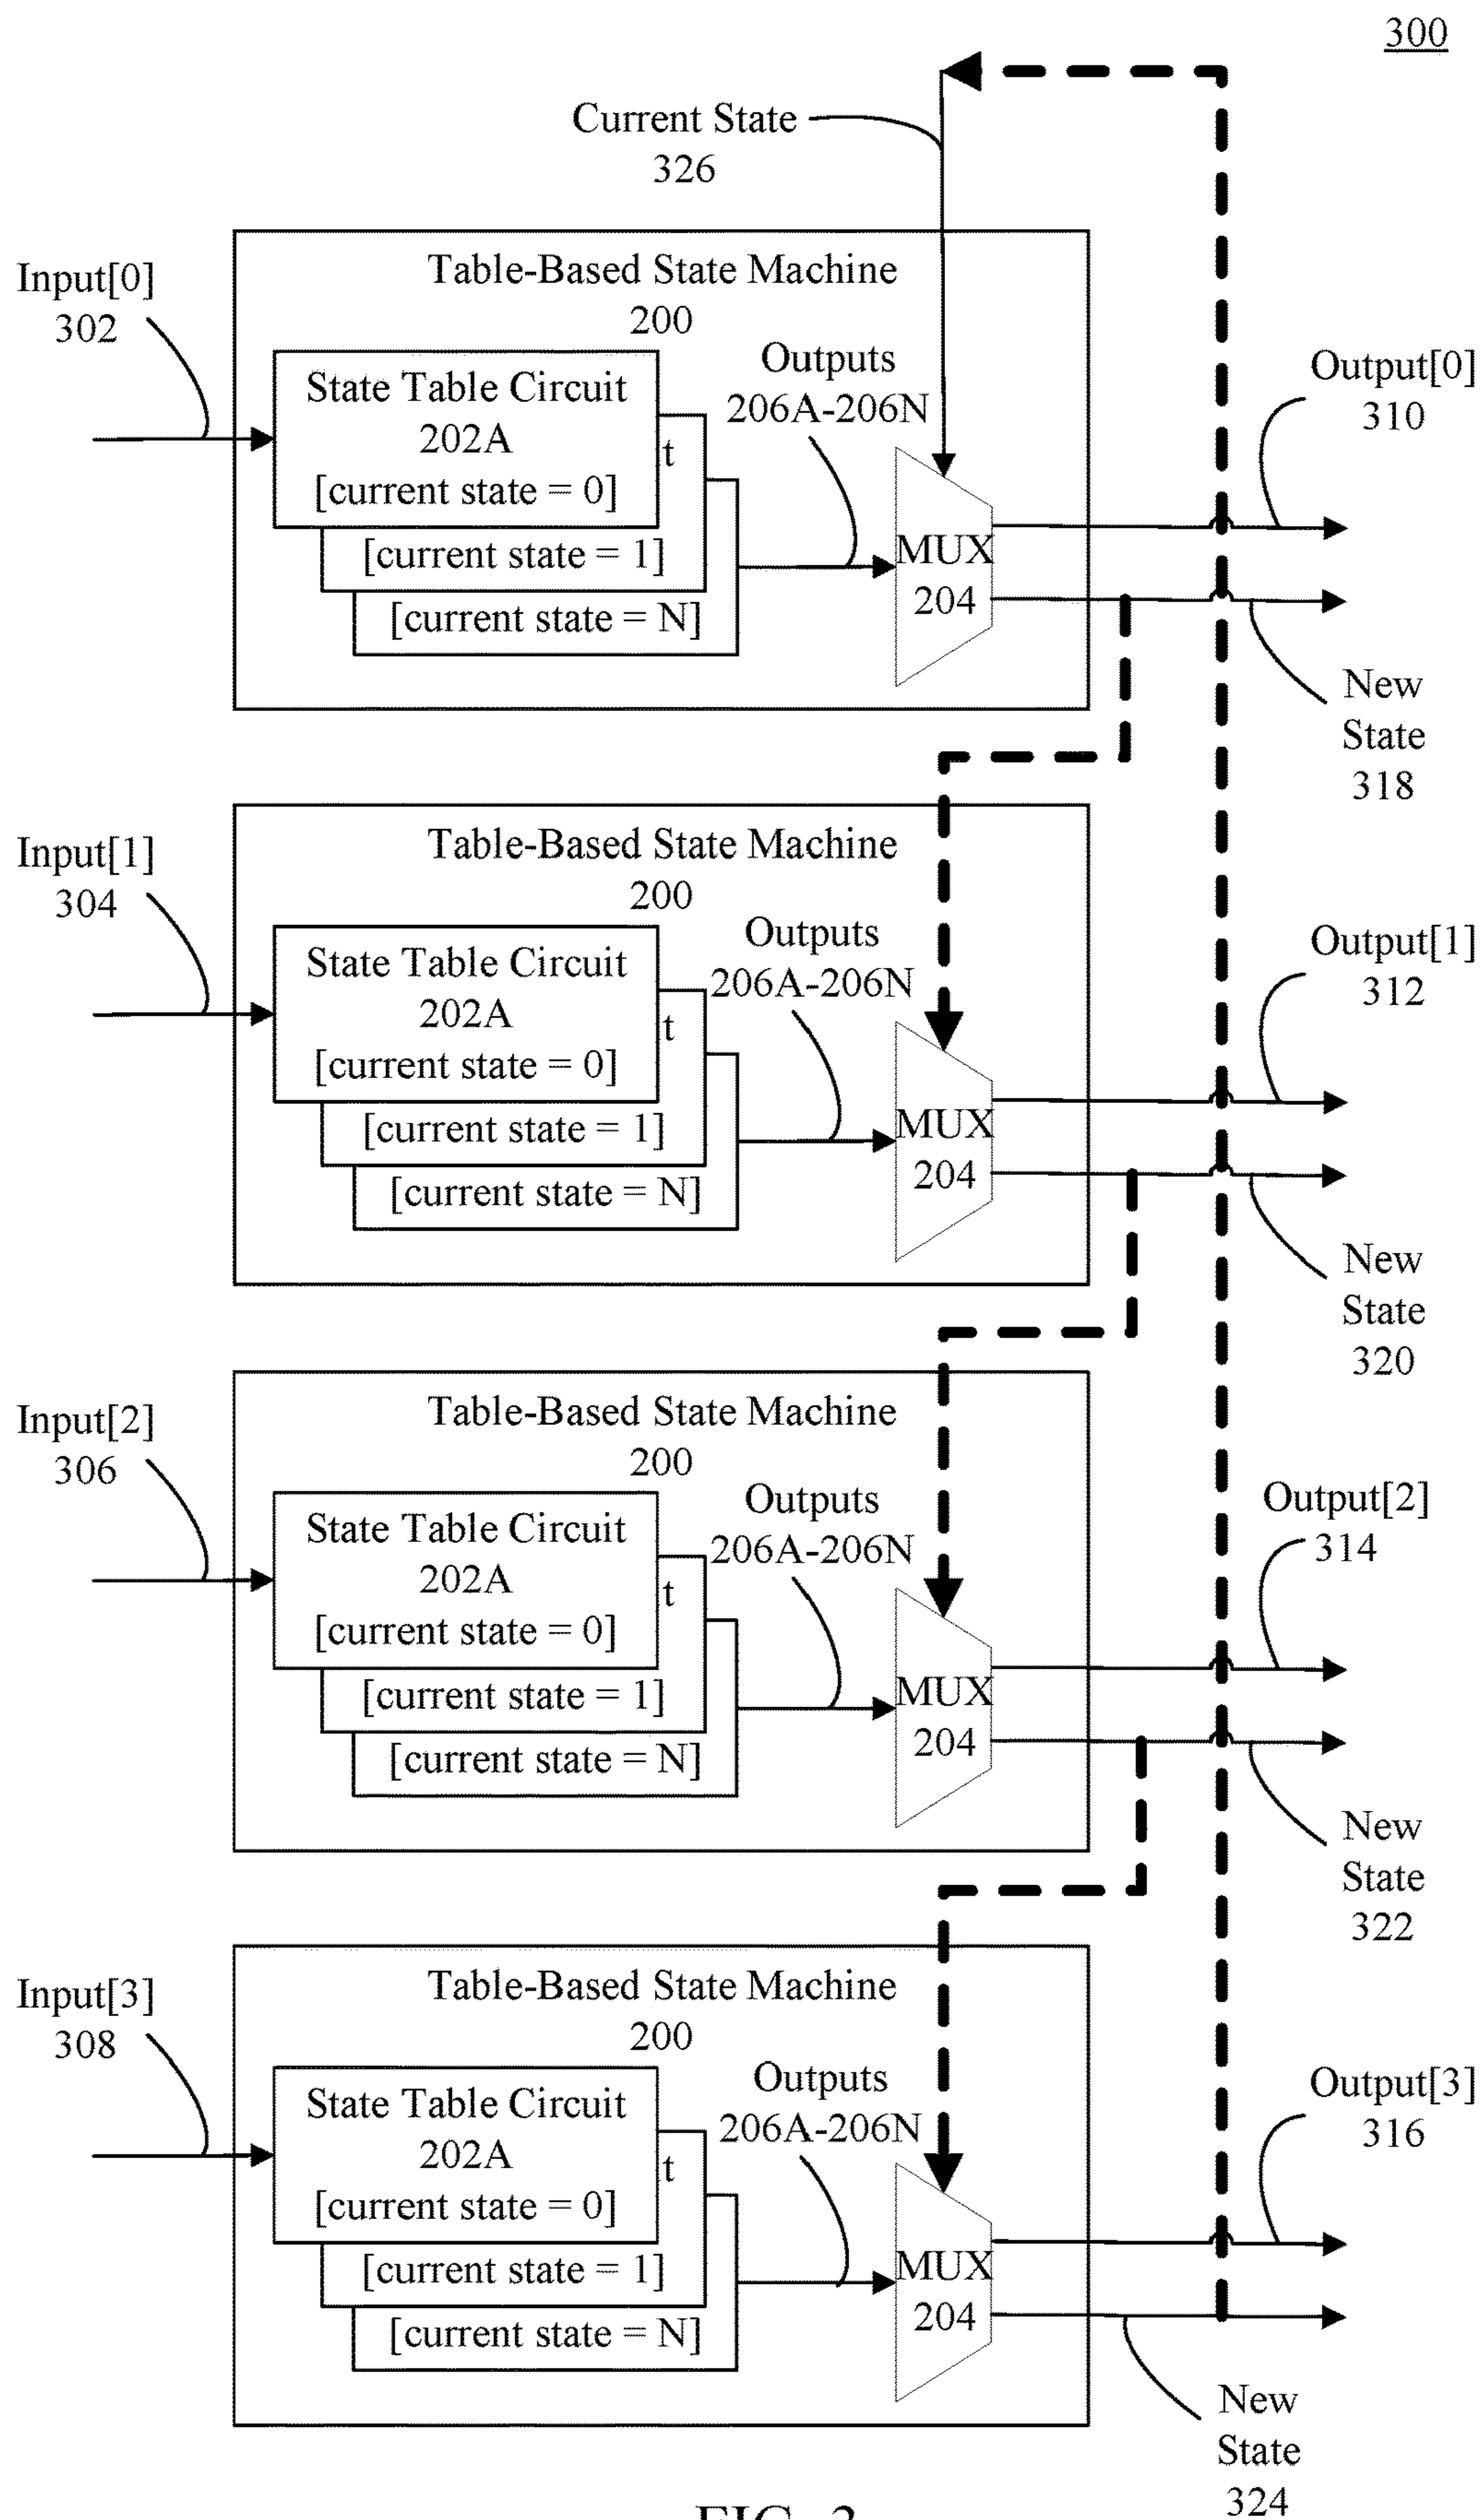 300
Current State
326
Input[0]
302
Table-Based State Machine
200
State Table Circuit
202A
[current state = 0]
t
[current state = 1]
[current state = N]
Outputs
206A-206N
MUX
204
Output[0]
310
New
State
318
Input[1]
304
Table-Based State Machine
200
State Table Circuit
202A
[current state = 0]
t
[current state = 1]
[current state = N]
Outputs
206A-206N
MUX
204
Output[1]
312
New
State
320
Input[2]
306
Table-Based State Machine
200
State Table Circuit
202A
[current state = 0]
t
[current state = 1]
[current state = N]
Outputs
206A-206N
MUX
204
Output[2]
314
New
State
322
Input[3]
308
Table-Based State Machine
200
State Table Circuit
202A
[current state = 0]
t
[current state = 1]
[current state = N]
Outputs
206A-206N
MUX
204
Output[3]
316
New
State
324
FIG. 3